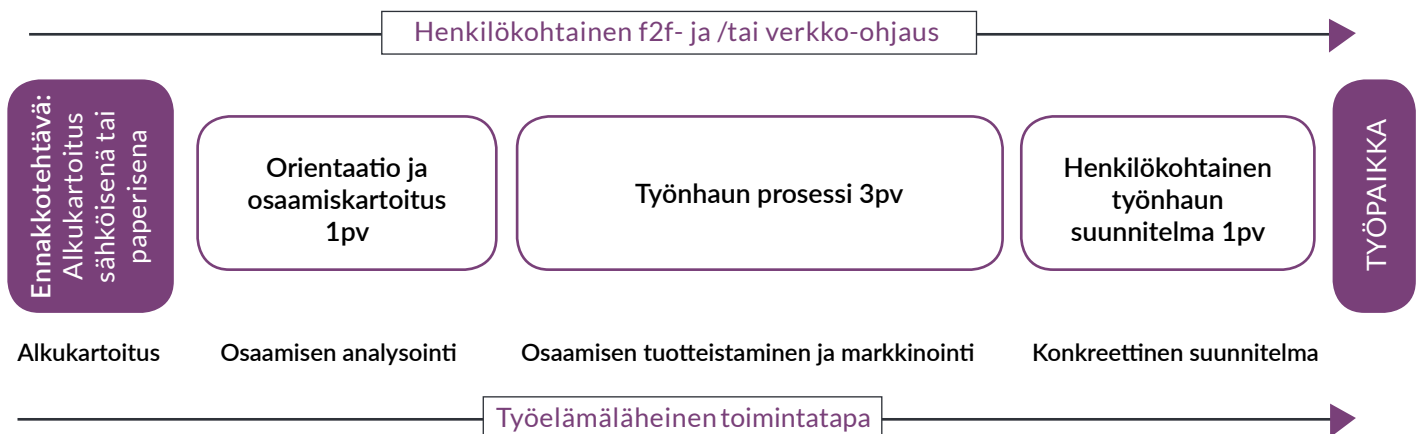 Henkilökohtainen f2f- ja /tai verkko-ohjaus
Ennakkotehtävä:
Alkukartoitus
sähköisenä tai
paperisena
Orientaatio ja
osaamiskartoitus
1pv
Työnhaun prosessi 3pv
Henkilökohtainen
työnhaun
suunnitelma 1pv
TYÖPAIKKA
Alkukartoitus
Osaamisen analysointi
Osaamisen tuotteistaminen ja markkinointi
Konkreettinen suunnitelma
Työelämäläheinen toimintatapa